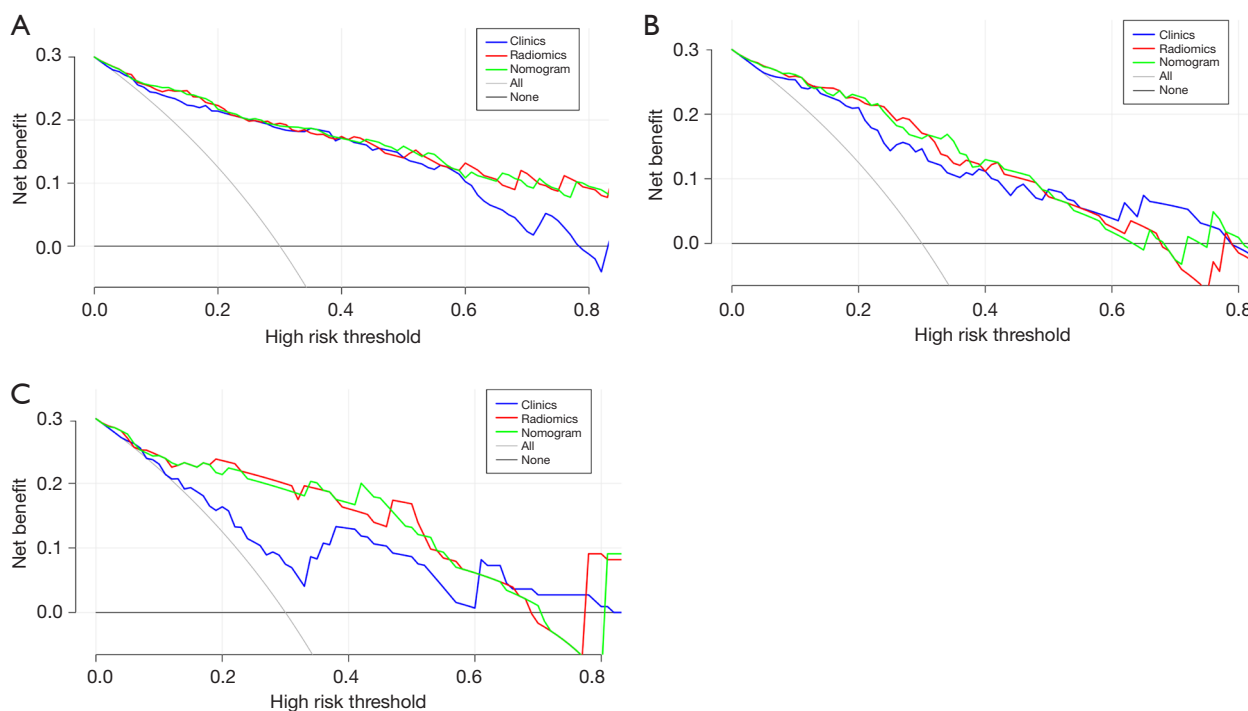 A
Net benefit
0.3
0.2
0.1
0.0
Clinics
Radiomics
Nomogram
All
None
0.0 0.2 0.4 0.6 0.8
High risk threshold
B
Net benefit
0.3
0.2
0.1
0.0
Clinics
Radiomics
Nomogram
All
None
0.0 0.2 0.4 0.6 0.8
High risk threshold
C
Net benefit
0.3
0.2
0.1
0.0
Clinics
Radiomics
Nomogram
All
None
0.0 0.2 0.4 0.6 0.8
High risk threshold